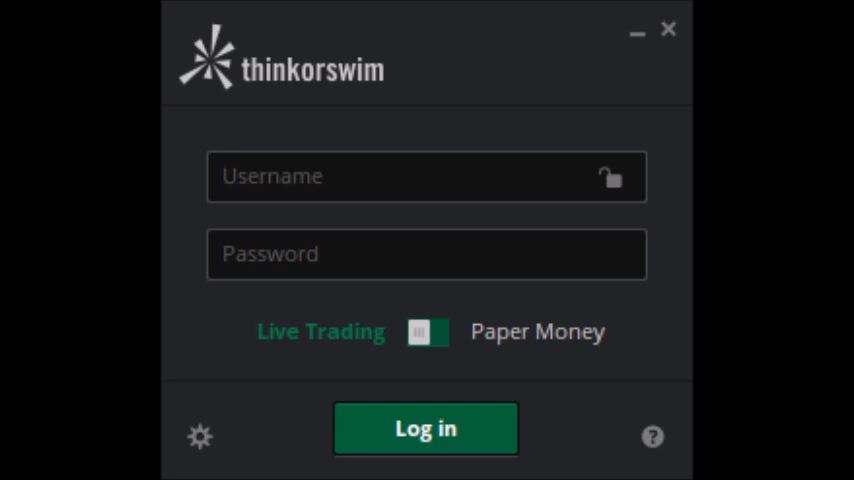 thinkorswim
Username
Password
Live Trading Paper Money
Log in